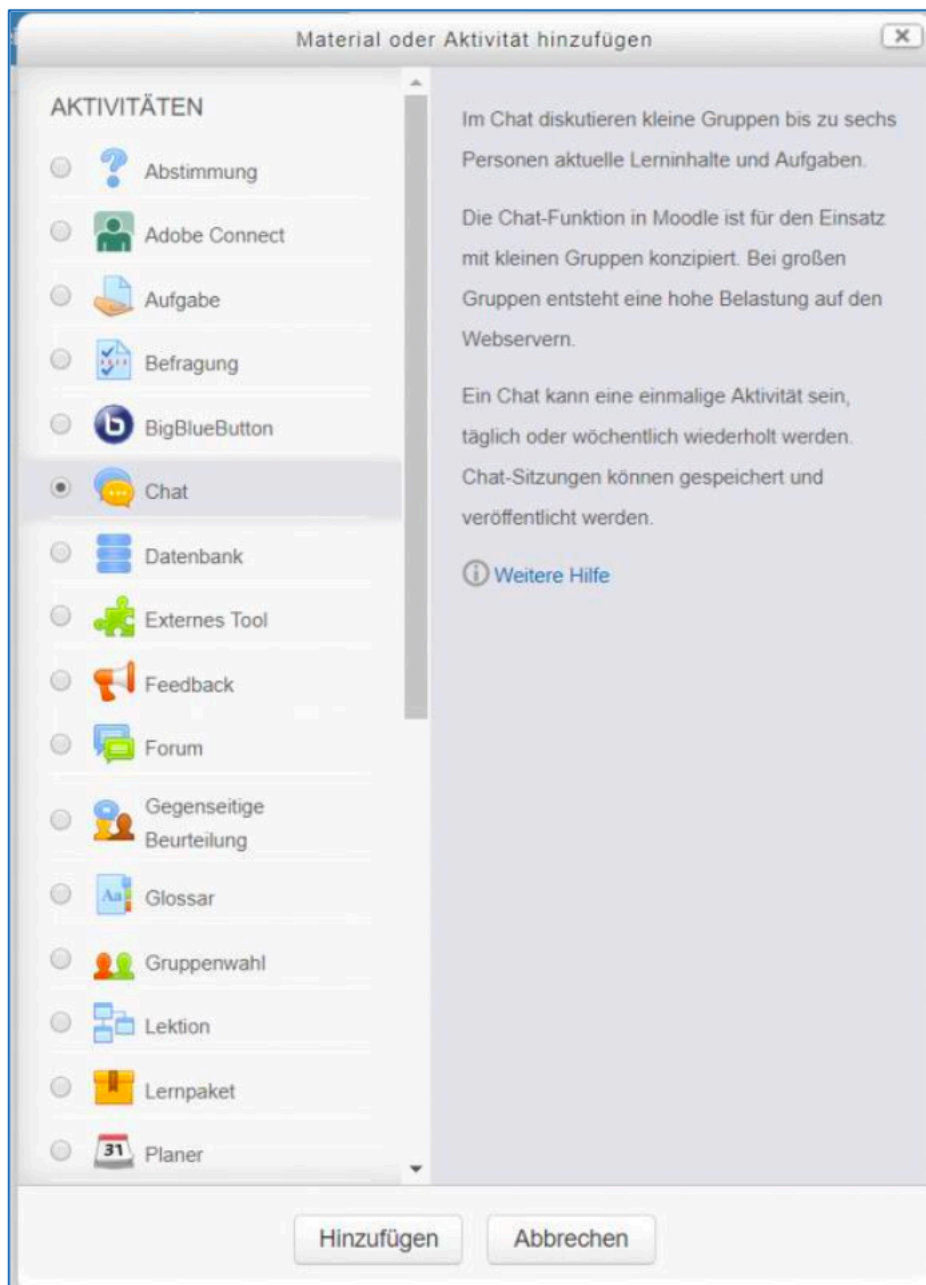 Material oder Aktivität hinzufügen
AKTIVITÄTEN
Abstimmung
Adobe Connect
Aufgabe
Befragung
BigBlueButton
Chat
Datenbank
Externes Tool
Feedback
Forum
Gegenseitige
Beurteilung
Aa
Glossar
Gruppenwahl
Lektion
Lernpaket
31
Planer
Im Chat diskutieren kleine Gruppen bis zu sechs
Personen aktuelle Lerninhalte und Aufgaben.
Die Chat-Funktion in Moodle ist für den Einsatz
mit kleinen Gruppen konzipiert. Bei großen
Gruppen entsteht eine hohe Belastung auf den
Webservern.
Ein Chat kann eine einmalige Aktivität sein,
täglich oder wöchentlich wiederholt werden.
Chat-Sitzungen können gespeichert und
veröffentlicht werden.
Weitere Hilfe
Hinzufügen
Abbrechen